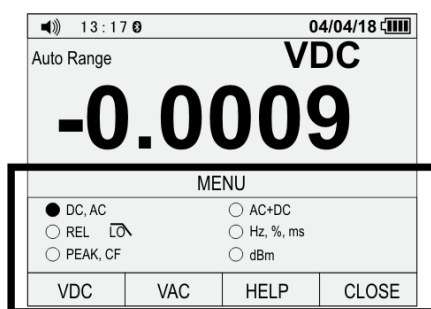 13:17 04/04/18
Auto Range VDC
-0.0009
MENU
DC, AC AC+DC
REL LO Hz, %, ms
PEAK, CF dBm
VDC VAC HELP CLOSE